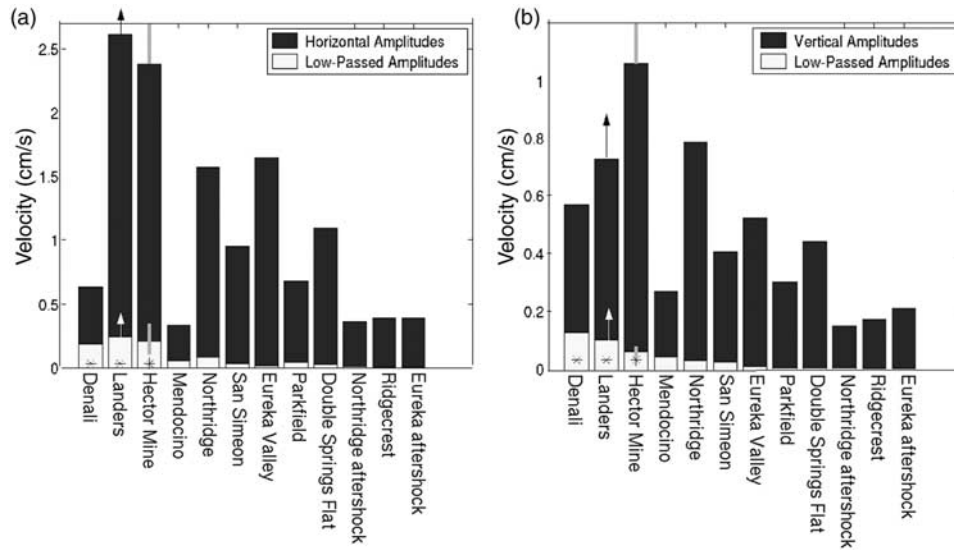 (a)
Horizontal Amplitudes
Low-Passed Amplitudes
Velocity (cm/s)
2.5
2
1.5
1
0.5
0
Denali
Landers
Hector Mine
Mendocino
Northridge
San Simeon
Eureka Valley
Parkfield
Double Springs Flat
Northridge aftershock
Ridgecrest
Eureka aftershock
(b)
Vertical Amplitudes
Low-Passed Amplitudes
Velocity (cm/s)
1
0.8
0.6
0.4
0.2
0
Denali
Landers
Hector Mine
Mendocino
Northridge
San Simeon
Eureka Valley
Parkfield
Double Springs Flat
Northridge aftershock
Ridgecrest
Eureka aftershock